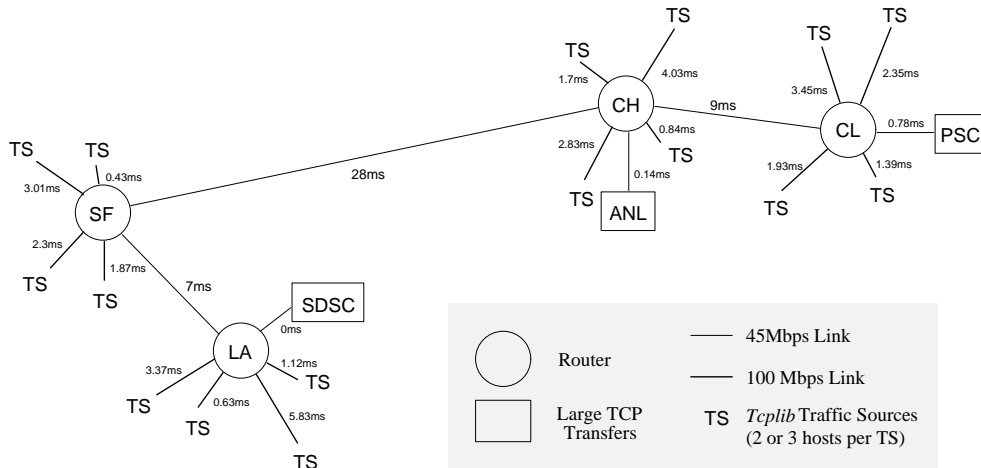 TS
TS
TS
TS
4.03ms
2.35ms
1.7ms
3.45ms
CH
9ms
CL
0.78ms
PSC
0.84ms
2.83ms
TS
1.93ms
1.39ms
TS
TS
TS
TS
0.14ms
ANL
28ms
TS
TS
3.01ms
0.43ms
SF
2.3ms
1.87ms
TS
TS
7ms
SDSC
0ms
LA
3.37ms
1.12ms
TS
0.63ms
5.83ms
TS
TS
TS
Router
Large TCP
Transfers
45Mbps Link
100 Mbps Link
TS Tcplib Traffic Sources
(2 or 3 hosts per TS)